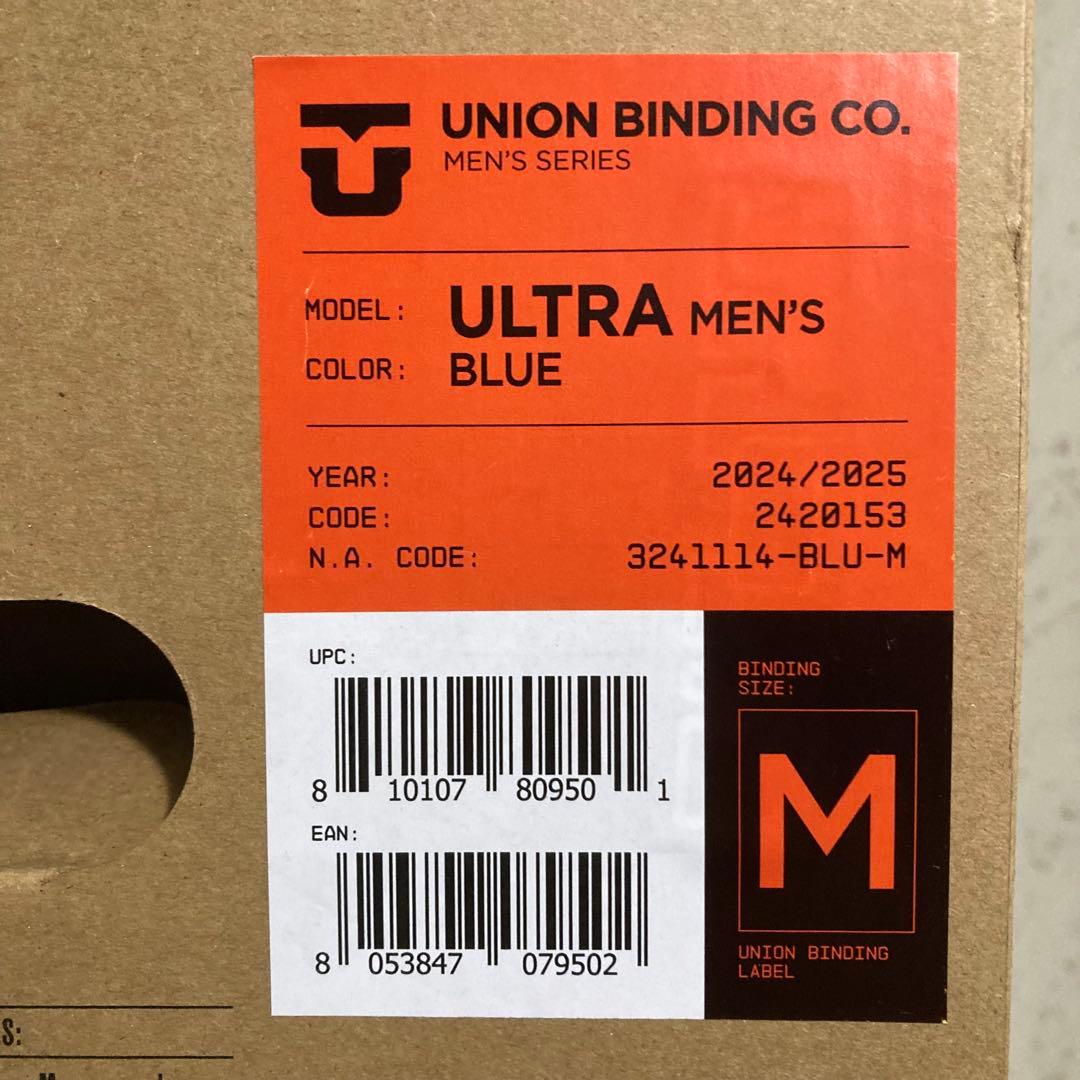 UNION BINDING CO.
MEN'S SERIES
MODEL: ULTRA MEN'S
COLOR: BLUE
YEAR: 2024/2025
CODE: 2420153
N.A. CODE: 3241114-BLU-M
UPC:
8 10107 80950 1
EAN:
8 053847 079502
BINDING
SIZE:
M
UNION BINDING
LABEL
S: